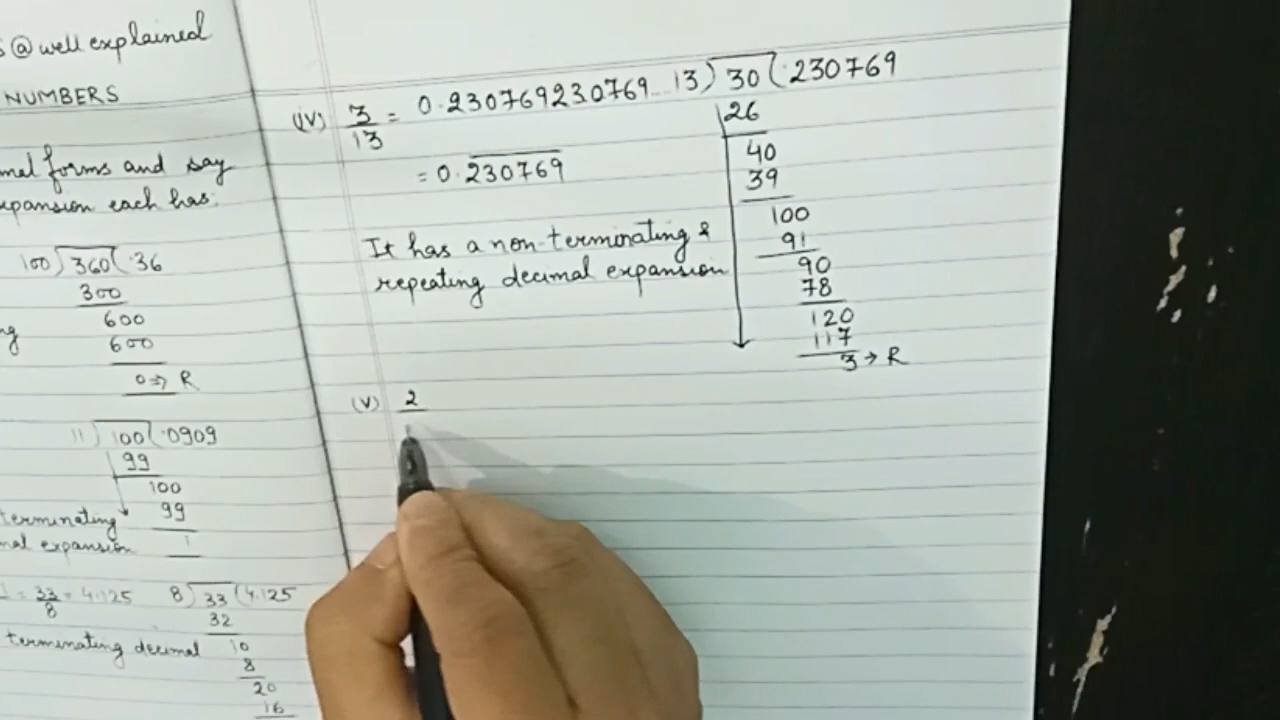 @ well explained
NUMBERS
forms and say
expansion each has:
100)360(.36
300
600
600
0 => R
11)100(.0909
99
100
99
1
terminating
expansion
= 33/8 = 4.125 8)33(4.125
32
terminating decimal 10
8
20
16
(iv) 3/13 = 0.230769230769... 13)30(.230769
26
= 0.230769
40
39
100
It has a non-terminating &
91
repeating decimal expansion
90
78
120
117
3 → R
(v) 2